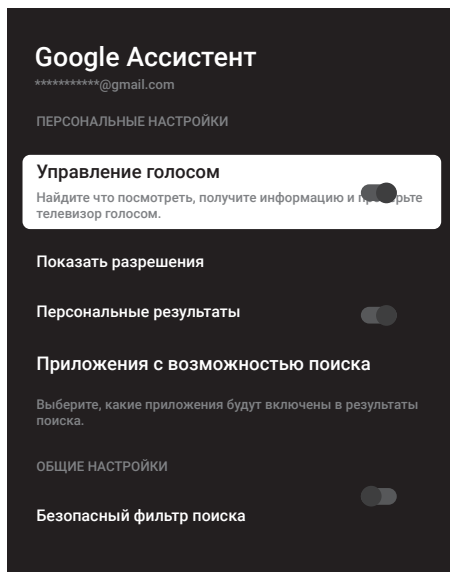 Google Ассистент
***********@gmail.com
ПЕРСОНАЛЬНЫЕ НАСТРОЙКИ
Управление голосом
Найдите что посмотреть, получите информацию и
телевизор голосом.
Показать разрешения
Персональные результаты
Приложения с возможностью поиска
Выберите, какие приложения будут включены в результаты
поиска.
ОБЩИЕ НАСТРОЙКИ
Безопасный фильтр поиска